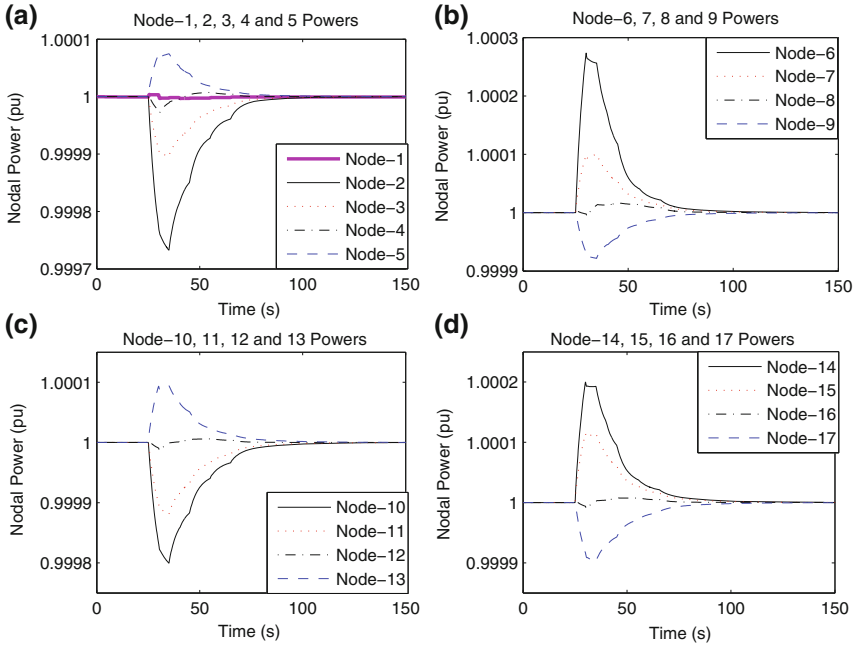 (a)
Node-1, 2, 3, 4 and 5 Powers
1.0001
1
0.9999
0.9998
0.9997
Nodal Power (pu)
Node-1
Node-2
Node-3
Node-4
Node-5
0 50 100 150
Time (s)
(b)
Node-6, 7, 8 and 9 Powers
1.0003
1.0002
1.0001
1
0.9999
Nodal Power (pu)
Node-6
Node-7
Node-8
Node-9
0 50 100 150
Time (s)
(c)
Node-10, 11, 12 and 13 Powers
1.0001
1
0.9999
0.9998
Nodal Power (pu)
Node-10
Node-11
Node-12
Node-13
0 50 100 150
Time (s)
(d)
Node-14, 15, 16 and 17 Powers
1.0002
1.0001
1
0.9999
Nodal Power (pu)
Node-14
Node-15
Node-16
Node-17
0 50 100 150
Time (s)